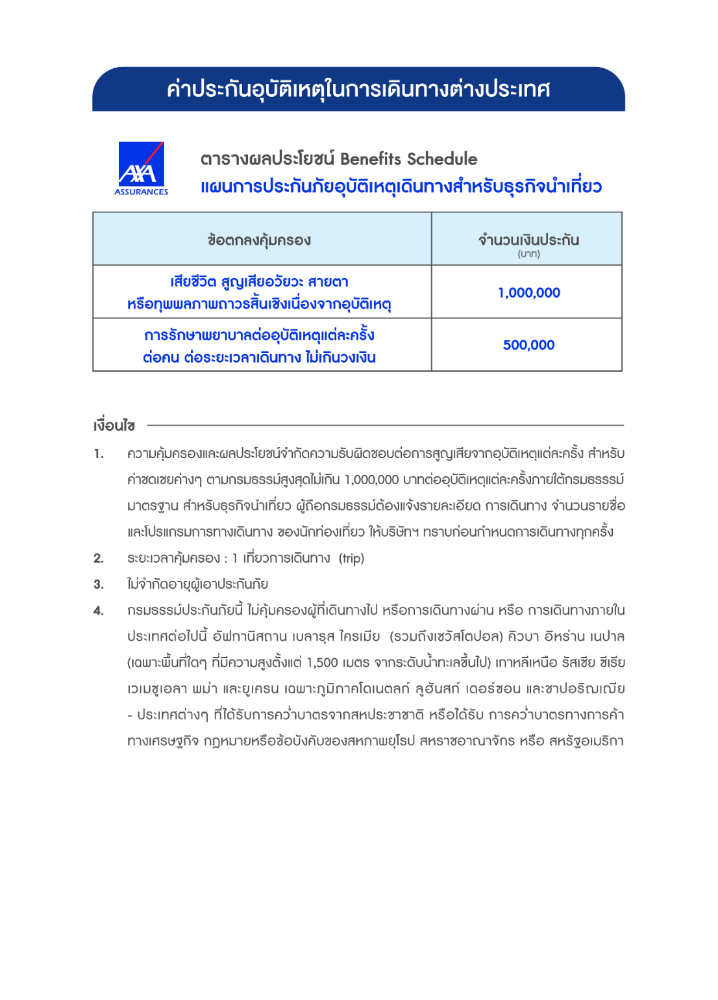 ค่าประกันอุบัติเหตุในการเดินทางต่างประเทศ
AXA
ASSURANCES
ตารางผลประโยชน์ Benefits Schedule
แผนการประกันภัยอุบัติเหตุเดินทางสำหรับธุรกิจนำเที่ยว
ข้อตกลงคุ้มครอง
จำนวนเงินประกัน
(บาท)
เสียชีวิต สูญเสียอวัยวะ สายตา
หรือทุพพลภาพถาวรสิ้นเชิงเนื่องจากอุบัติเหตุ
1,000,000
การรักษาพยาบาลต่ออุบัติเหตุแต่ละครั้ง
ต่อคน ต่อระยะเวลาเดินทาง ไม่เกินวงเงิน
500,000
เงื่อนไข
1. ความคุ้มครองและผลประโยชน์จำกัดความรับผิดชอบต่อการสูญเสียจากอุบัติเหตุแต่ละครั้ง สำหรับ
ค่าชดเชยค่างๆ ตามกรมธรรม์สูงสุดไม่เกิน 1,000,000 บาทต่ออุบัติเหตุแต่ละครั้งภายใต้กรมธรรรม์
มาตรฐาน สำหรับธุรกิจนำเที่ยว ผู้ถือกรมธรรม์ต้องแจ้งรายละเอียด การเดินทาง จำนวนรายชื่อ
และโปรแกรมการทางเดินทาง ของนักท่องเที่ยว ให้บริษัทฯ ทราบก่อนกำหนดการเดินทางทุกครั้ง
2. ระยะเวลาคุ้มครอง : 1 เที่ยวการเดินทาง (trip)
3. ไม่จำกัดอายุผู้เอาประกันภัย
4. กรมธรรม์ประกันภัยนี้ ไม่คุ้มครองผู้ที่เดินทางไป หรือการเดินทางผ่าน หรือ การเดินทางภายใน
ประเทศต่อไปนี้ อัฟกานิสถาน เบลารุส ไครเมีย (รวมถึงเซวัสโตปอล) คิวบา อิหร่าน เนปาล
(เฉพาะพื้นที่ใดๆ ที่มีความสูงตั้งแต่ 1,500 เมตร จากระดับน้ำทะเลขึ้นไป) เกาหลีเหนือ รัสเซีย ซีเรีย
เวเมซูเอลา พม่า และยูเครน เฉพาะภูมิภาคโดเนตลก์ ลูฮันสก์ เดอร์ซอน และซาปอริฌเฌีย
- ประเทศต่างๆ ที่ได้รับการคว่ำบาตรจากสหประชาชาติ หรือได้รับ การคว่ำบาตรทางการค้า
ทางเศรษฐกิจ กฎหมายหรือข้อบังคับของสหภาพยุโรป สหราชอาณาจักร หรือ สหรัฐอเมริกา